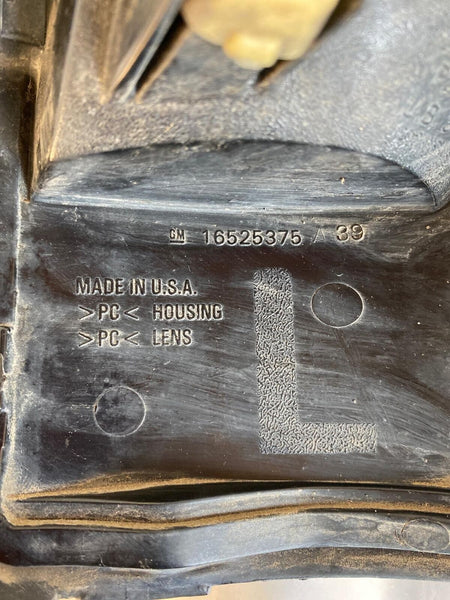 GM 16525375 / 39
MADE IN U.S.A.
>PC< HOUSING
>PC< LENS
L